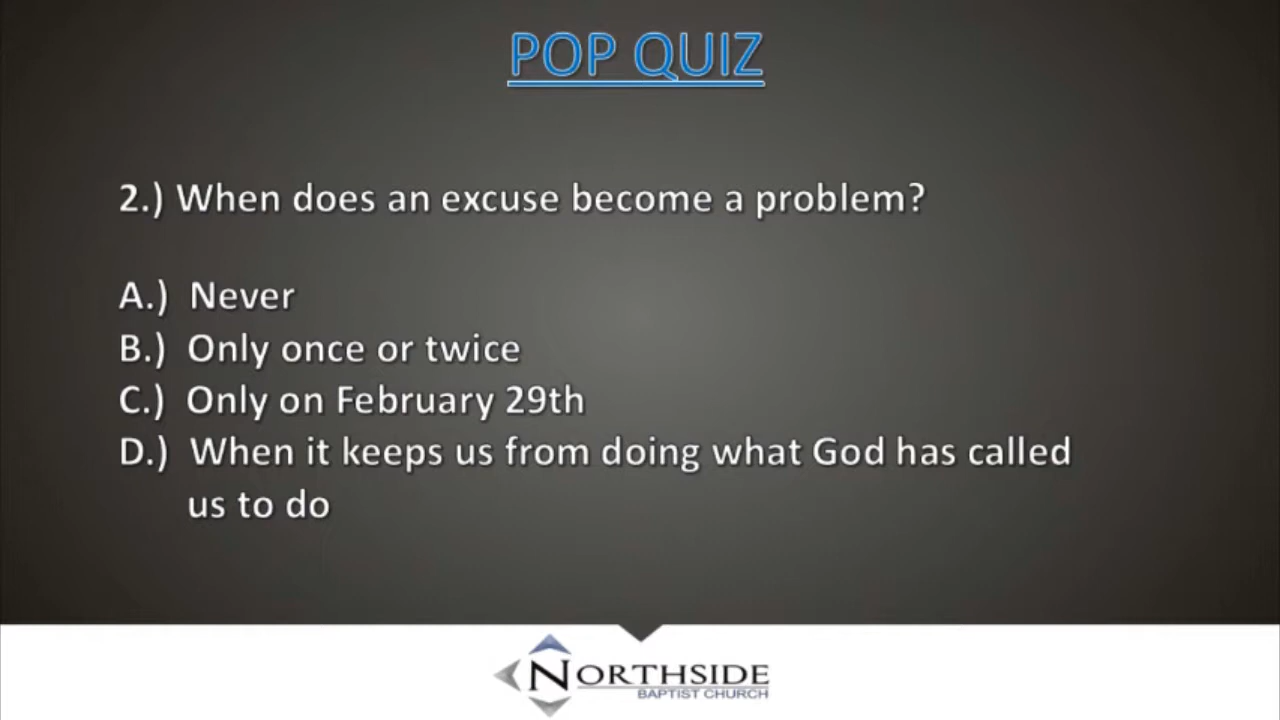 POP QUIZ
2.) When does an excuse become a problem?
A.) Never
B.) Only once or twice
C.) Only on February 29th
D.) When it keeps us from doing what God has called
us to do
NORTHSIDE
BAPTIST CHURCH